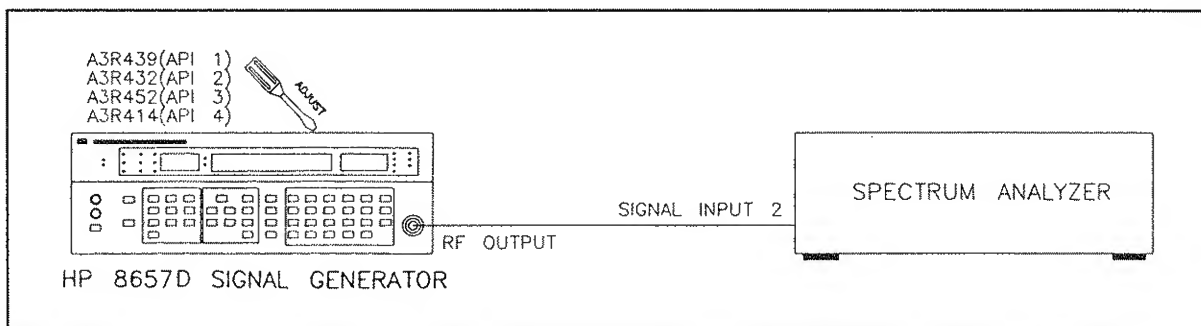 A3R439(API 1)
A3R432(API 2)
A3R452(API 3)
A3R414(API 4)
ADJUST
SPECTRUM ANALYZER
SIGNAL INPUT 2
RF OUTPUT
HP 8657D SIGNAL GENERATOR